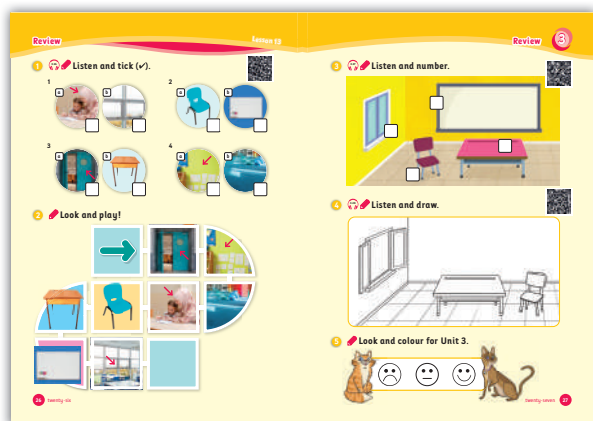 Review
Lesson 13
1 Listen and tick (✔).
1
a
b
2
a
b
3
a
b
4
a
b
2 Look and play!
26 twenty-six
Review 3
3 Listen and number.
4 Listen and draw.
5 Look and colour for Unit 3.
twenty-seven 27